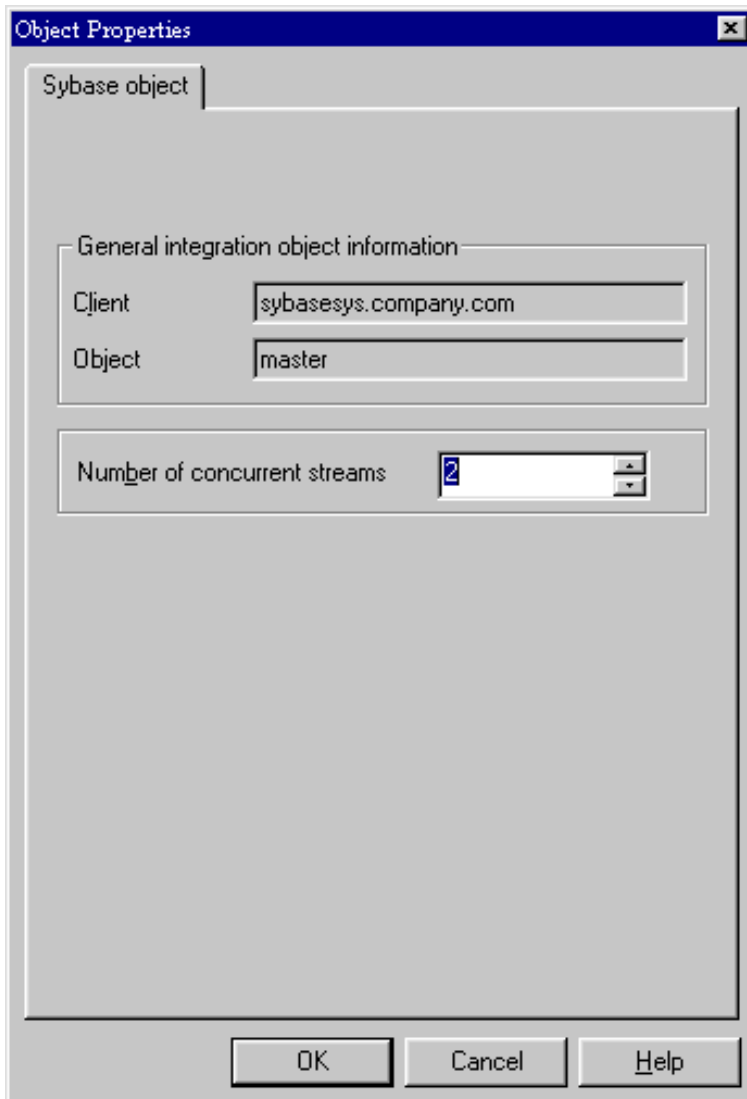 Object Properties
Sybase object
General integration object information
Client sybasesys.company.com
Object master
Number of concurrent streams 2
OK Cancel Help